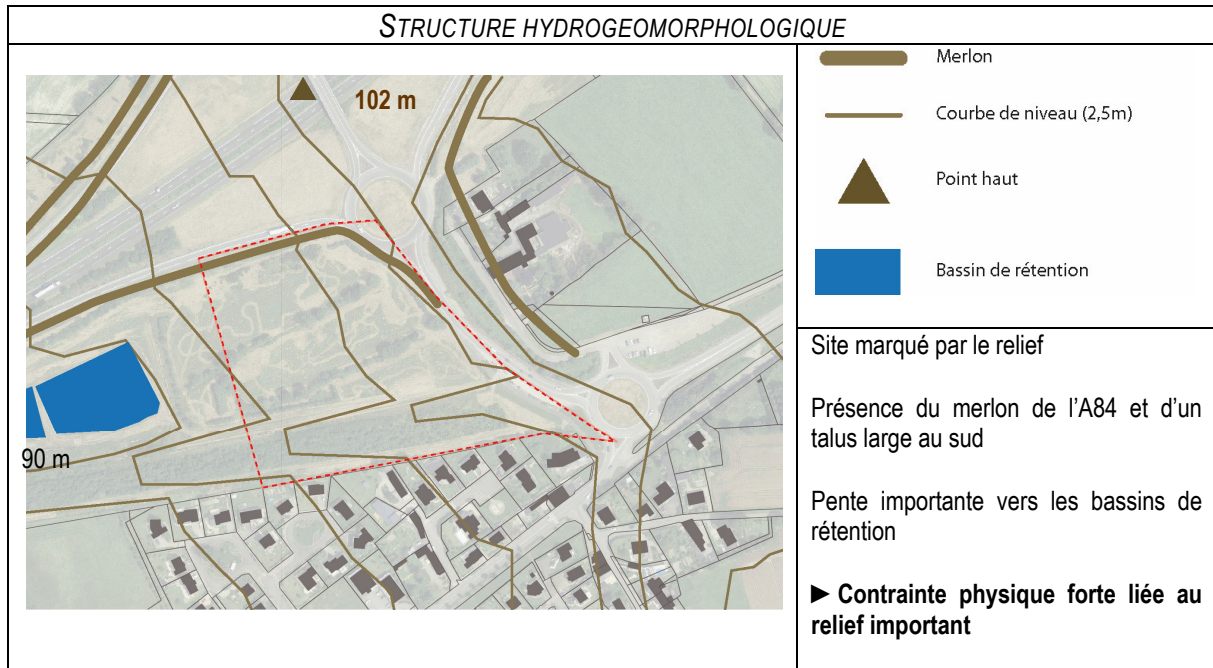 STRUCTURE HYDROGEOMORPHOLOGIQUE
102 m
90 m
Merlon
Courbe de niveau (2,5m)
Point haut
Bassin de rétention
Site marqué par le relief
Présence du merlon de l'A84 et d'un
talus large au sud
Pente importante vers les bassins de
rétention
► Contrainte physique forte liée au
relief important